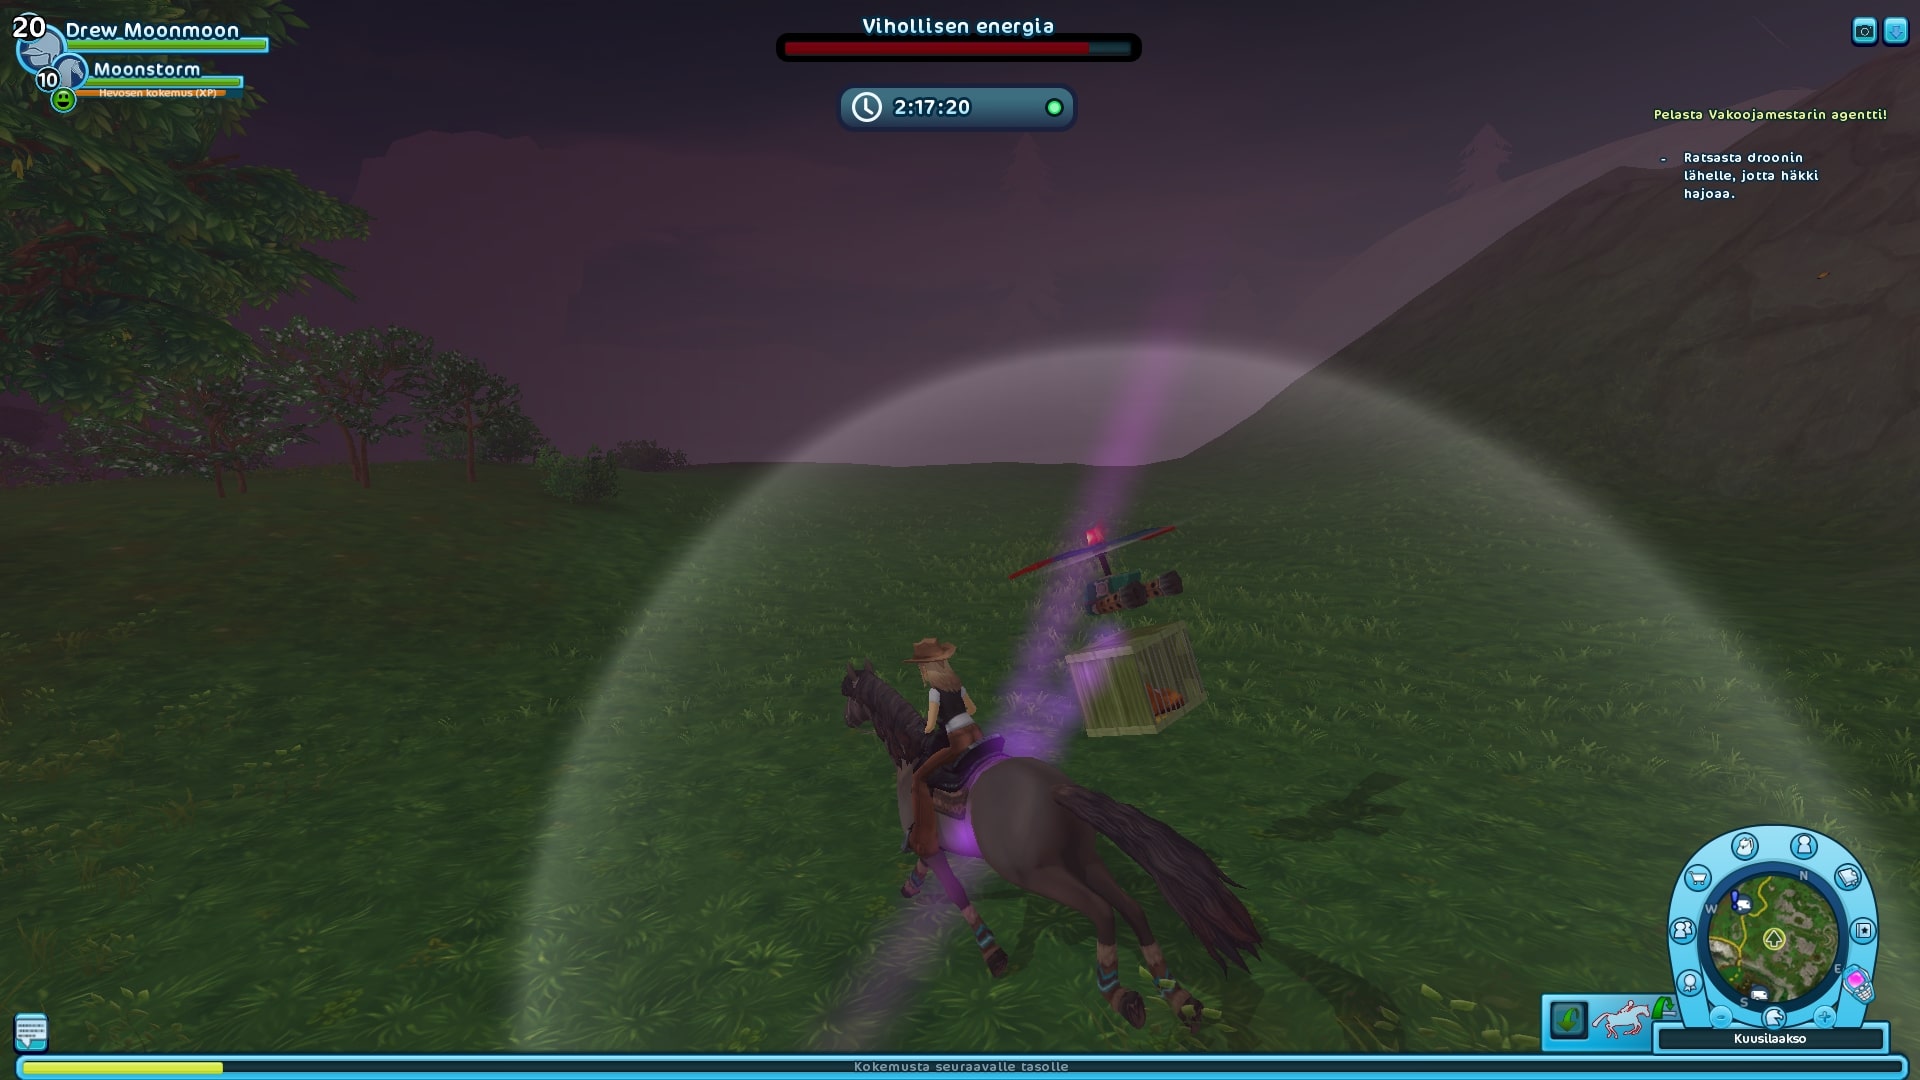 20
Drew Moonmoon
10
Moonstorm
Hevosen kokemus (XP)
Vihollisen energia
2:17:20
Pelasta Vakoojamestarin agentti!
- Ratsasta droonin
lähelle, jotta häkki
hajoaa.
N
W
E
S
Kuusilaakso
Kokemusta seuraavalle tasolle